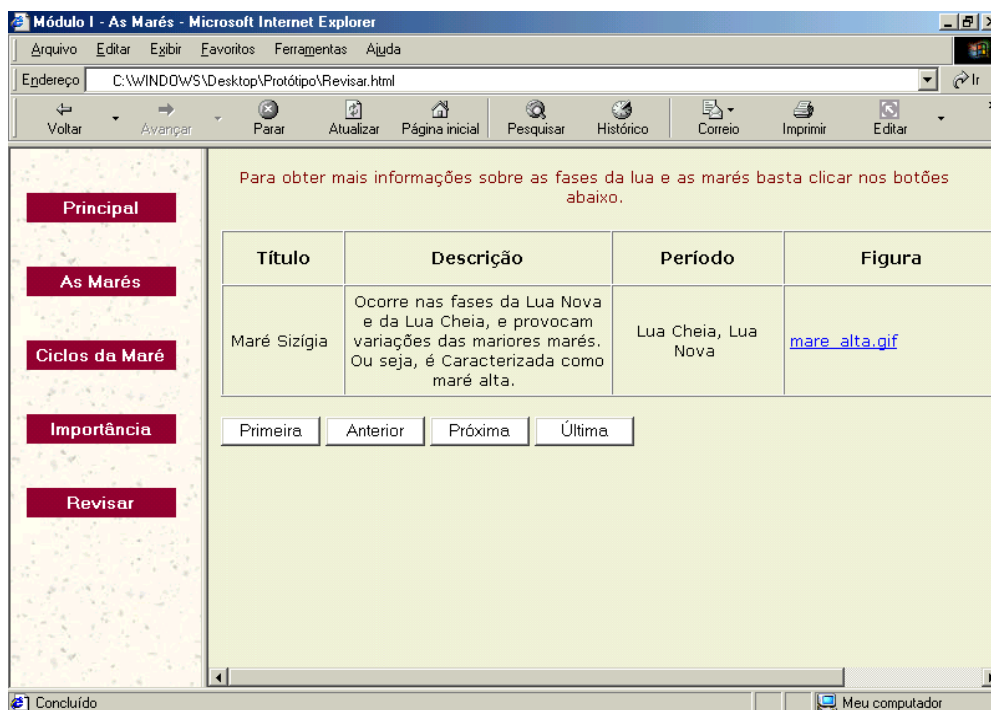 Módulo I - As Marés - Microsoft Internet Explorer
Arquivo Editar Exibir Favoritos Ferramentas Ajuda
Endereço C:\WINDOWS\Desktop\Protótipo\Revisar.html Ir
Voltar Avançar Parar Atualizar Página inicial Pesquisar Histórico Correio Imprimir Editar
Principal
As Marés
Ciclos da Maré
Importância
Revisar
Para obter mais informações sobre as fases da lua e as marés basta clicar nos botões
abaixo.
Título Descrição Período Figura
Maré Sizígia
Ocorre nas fases da Lua Nova
e da Lua Cheia, e provocam
variações das mariores marés.
Ou seja, é Caracterizada como
maré alta.
Lua Cheia, Lua
Nova
mare_alta.gif
Primeira Anterior Próxima Última
Concluído Meu computador